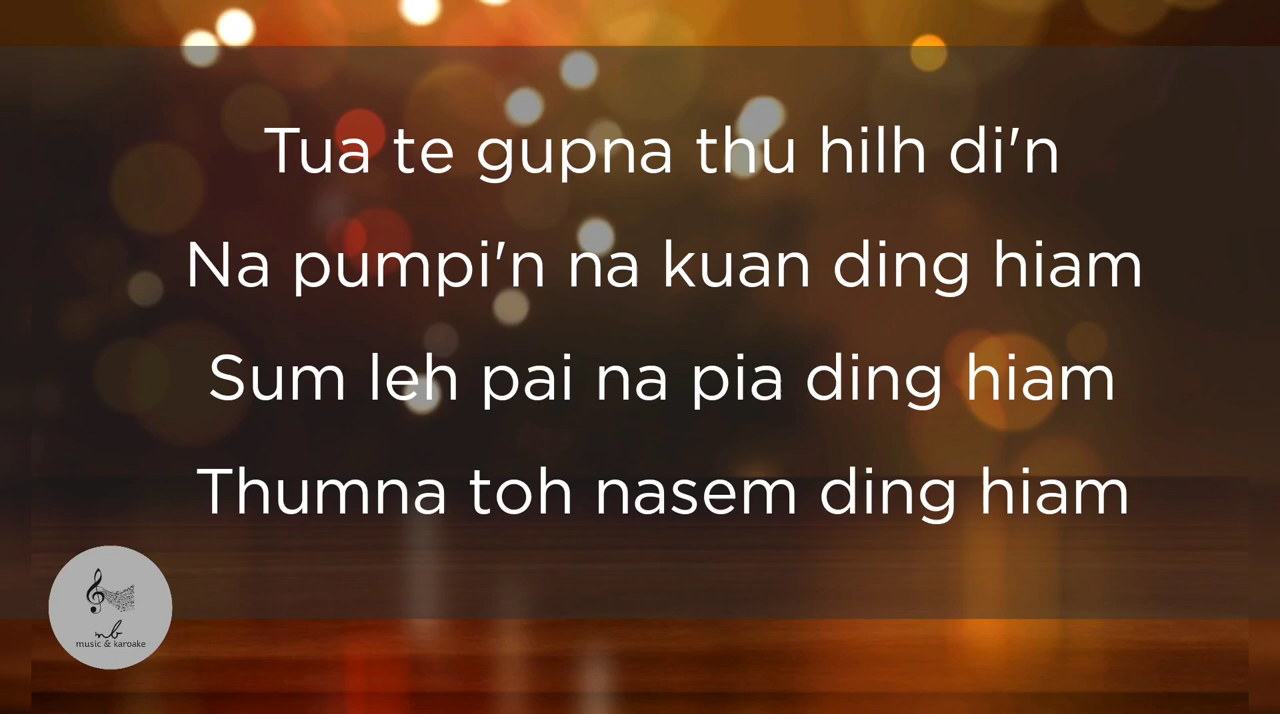 Tua te gupna thu hilh di'n
Na pumpi'n na kuan ding hiam
Sum leh pai na pia ding hiam
Thumna toh nasem ding hiam
nb
music & karoake